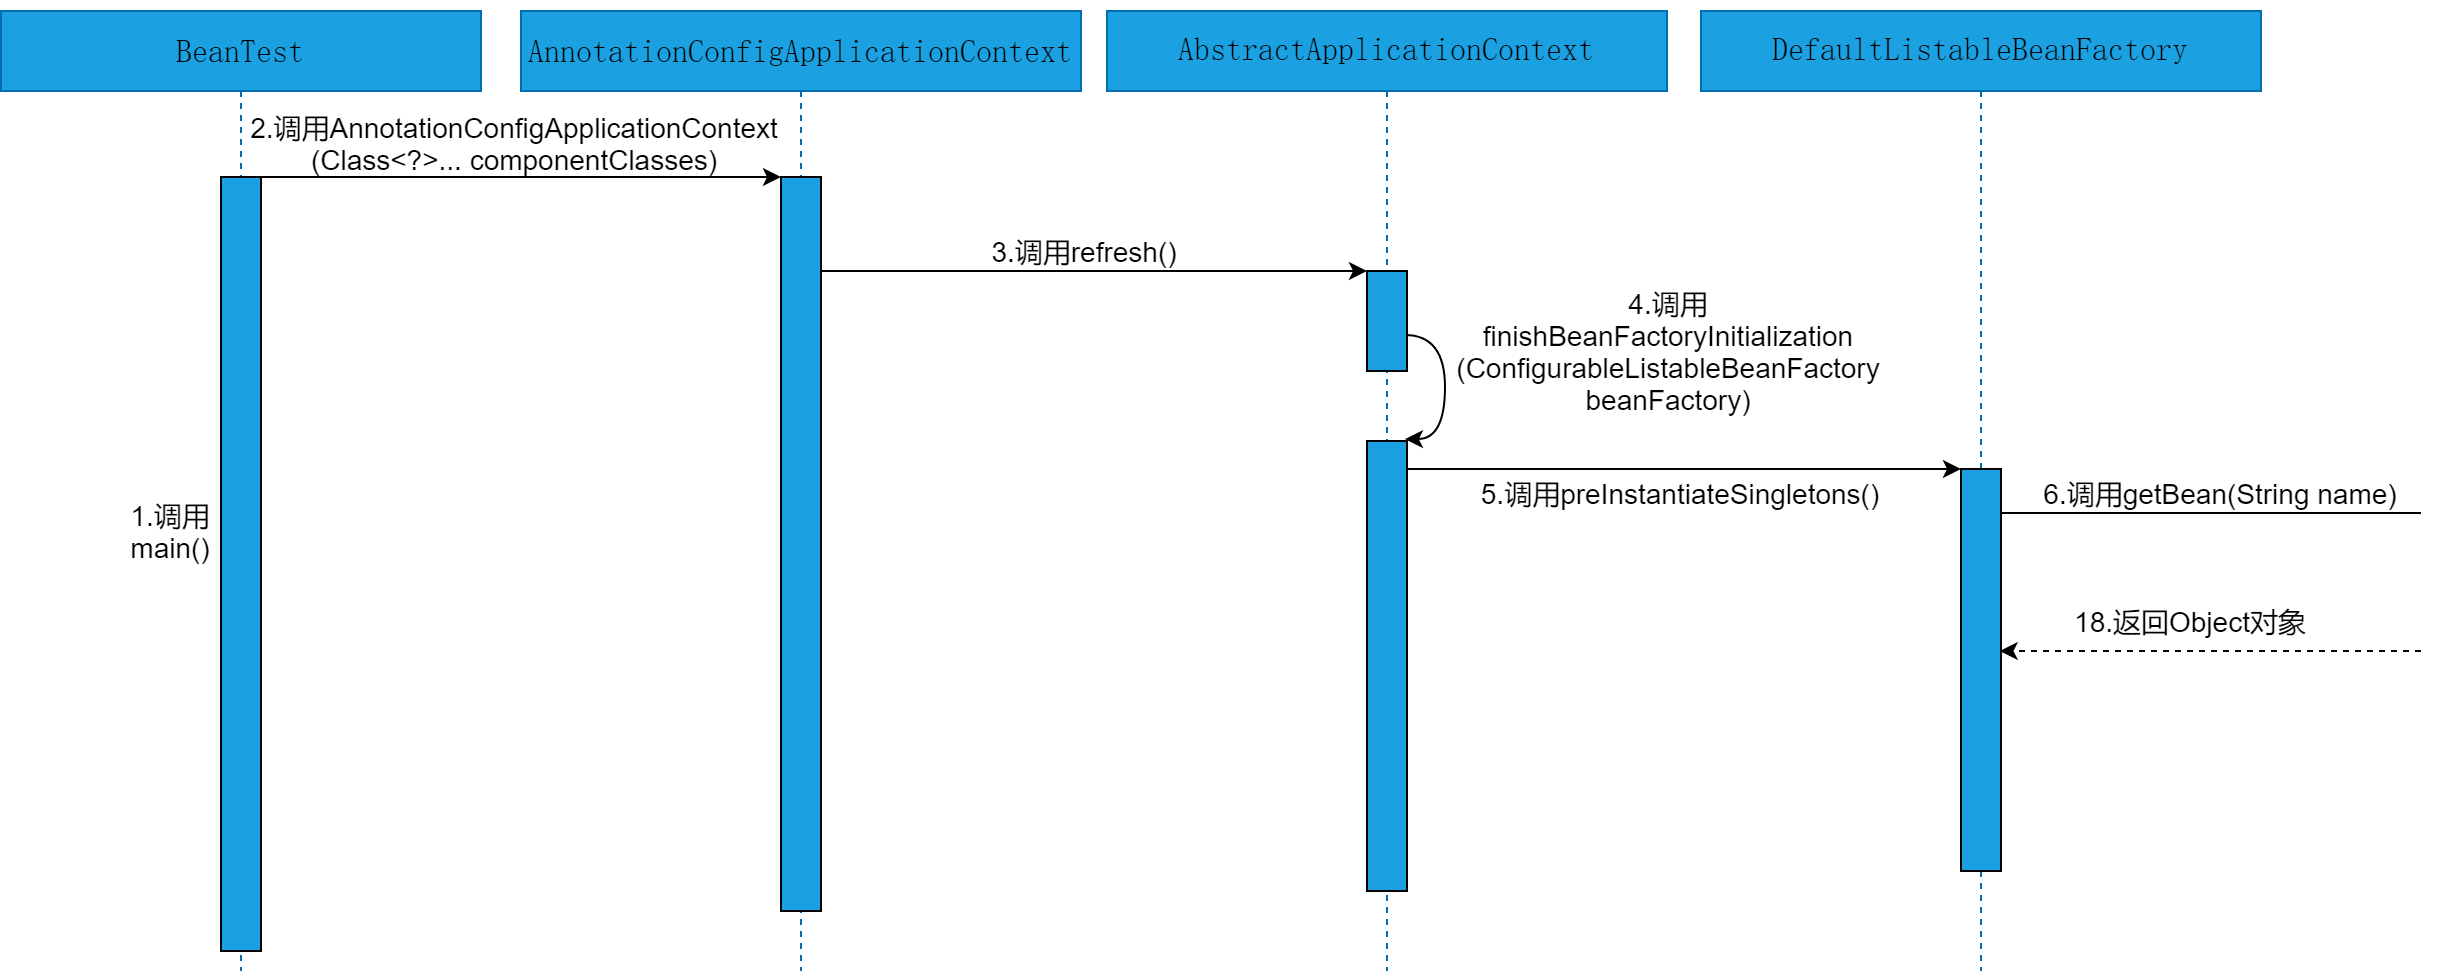 BeanTest
AnnotationConfigApplicationContext
AbstractApplicationContext
DefaultListableBeanFactory
2.调用AnnotationConfigApplicationContext
(Class<?>... componentClasses)
3.调用refresh()
4.调用
finishBeanFactoryInitialization
(ConfigurableListableBeanFactory
beanFactory)
5.调用preInstantiateSingletons()
6.调用getBean(String name)
1.调用
main()
18.返回Object对象